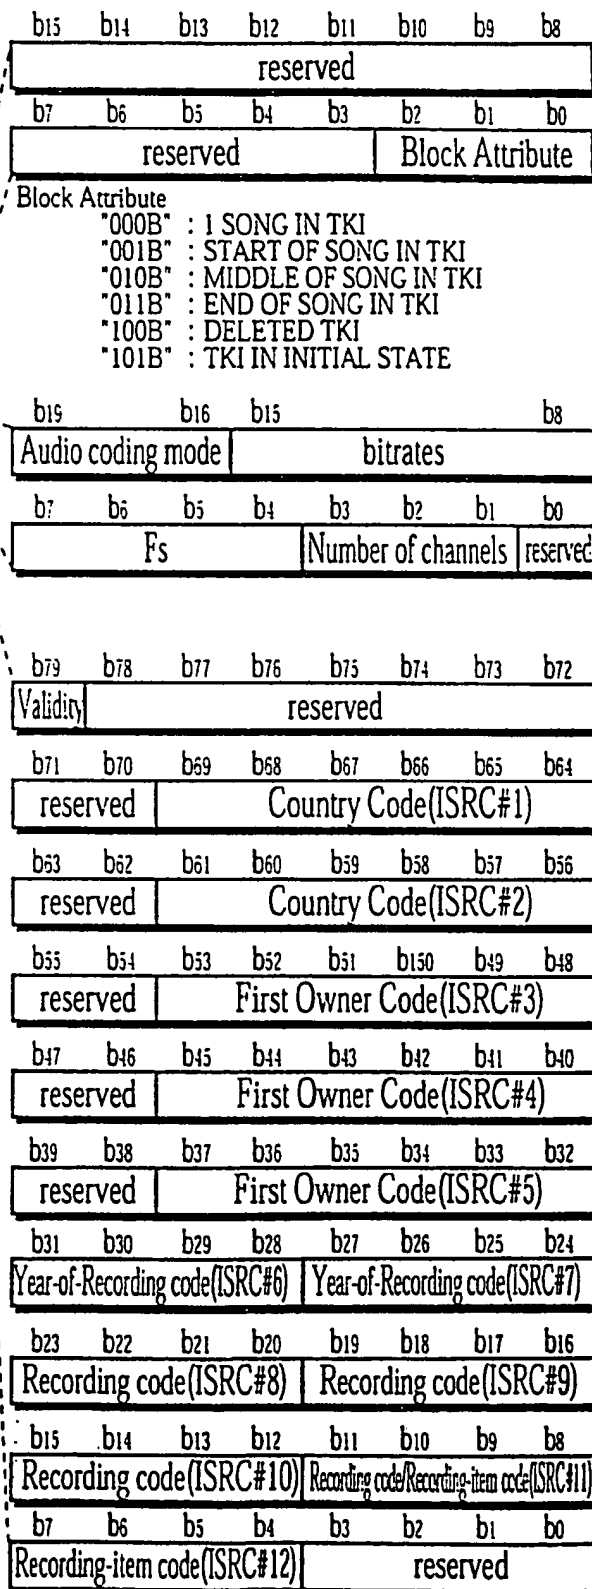 b15 b14 b13 b12 b11 b10 b9 b8
reserved
b7 b6 b5 b4 b3 b2 b1 b0
reserved Block Attribute
Block Attribute
"000B" : 1 SONG IN TKI
"001B" : START OF SONG IN TKI
"010B" : MIDDLE OF SONG IN TKI
"011B" : END OF SONG IN TKI
"100B" : DELETED TKI
"101B" : TKI IN INITIAL STATE
b19 b16 b15 b8
Audio coding mode bitrates
b7 b6 b5 b4 b3 b2 b1 b0
Fs Number of channels reserved
b79 b78 b77 b76 b75 b74 b73 b72
Validity reserved
b71 b70 b69 b68 b67 b66 b65 b64
reserved Country Code(ISRC#1)
b63 b62 b61 b60 b59 b58 b57 b56
reserved Country Code(ISRC#2)
b55 b54 b53 b52 b51 b150 b49 b48
reserved First Owner Code(ISRC#3)
b47 b46 b45 b44 b43 b42 b41 b40
reserved First Owner Code(ISRC#4)
b39 b38 b37 b36 b35 b34 b33 b32
reserved First Owner Code(ISRC#5)
b31 b30 b29 b28 b27 b26 b25 b24
Year-of-Recording code(ISRC#6) Year-of-Recording code(ISRC#7)
b23 b22 b21 b20 b19 b18 b17 b16
Recording code(ISRC#8) Recording code(ISRC#9)
b15 b14 b13 b12 b11 b10 b9 b8
Recording code(ISRC#10) Recording code/Recording-item code(ISRC#11)
b7 b6 b5 b4 b3 b2 b1 b0
Recording-item code(ISRC#12) reserved